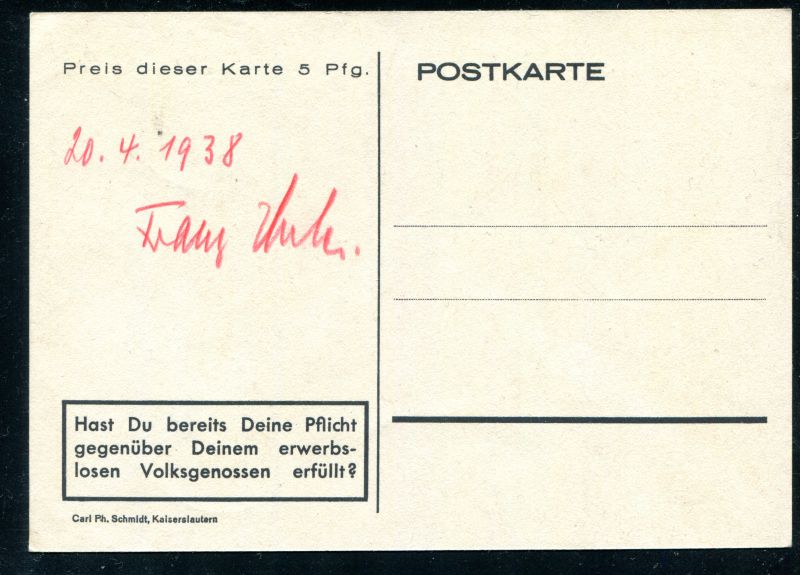 Preis dieser Karte 5 Pfg.
20. 4. 1938
Franz
Hast Du bereits Deine Pflicht
gegenüber Deinem erwerbs-
losen Volksgenossen erfüllt?
Carl Ph. Schmidt, Kaiserslautern
POSTKARTE